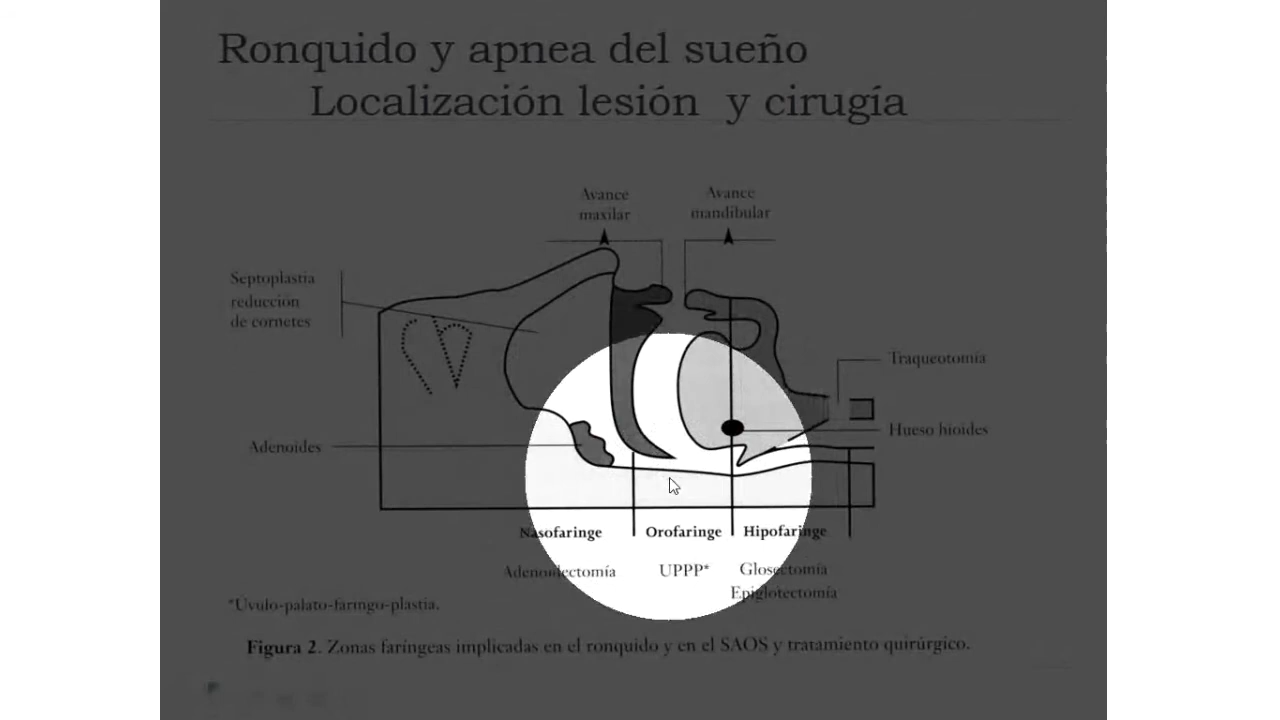 Ronquido y apnea del sueño
Localización lesión y cirugía
Avance
maxilar
Avance
mandibular
Septoplastia
reducción
de cornetes
Traqueotomía
Hueso hioides
Adenoides
Nasofaringe
Orofaringe
Hipofaringe
Adenoidectomía
UPPP*
Glosectomía
Epiglotectomía
*Úvulo-palato-faringo-plastia.
Figura 2. Zonas faríngeas implicadas en el ronquido y en el SAOS y tratamiento quirúrgico.